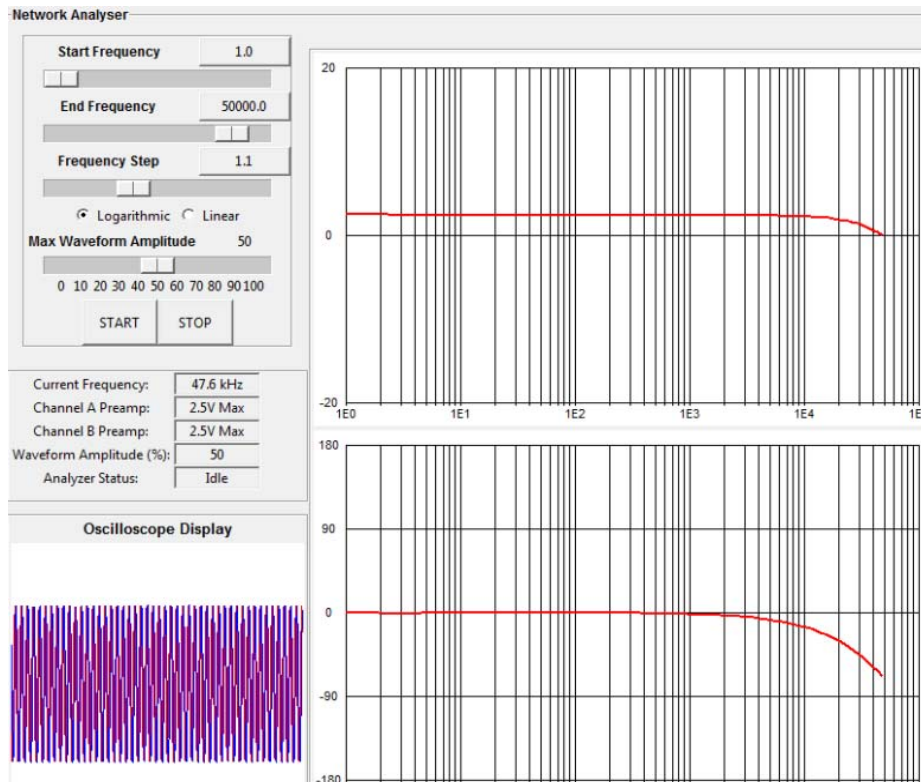 Network Analyser
Start Frequency 1.0
End Frequency 50000.0
Frequency Step 1.1
Logarithmic Linear
Max Waveform Amplitude 50
0 10 20 30 40 50 60 70 80 90 100
START STOP
Current Frequency: 47.6 kHz
Channel A Preamp: 2.5V Max
Channel B Preamp: 2.5V Max
Waveform Amplitude (%): 50
Analyzer Status: Idle
Oscilloscope Display
20
0
-20
1E0 1E1 1E2 1E3 1E4 1E
180
90
0
-90
-180